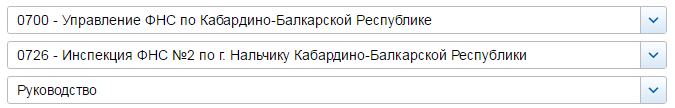 0700 - Управление ФНС по Кабардино-Балкарской Республике
0726 - Инспекция ФНС №2 по г. Нальчику Кабардино-Балкарской Республики
Руководство